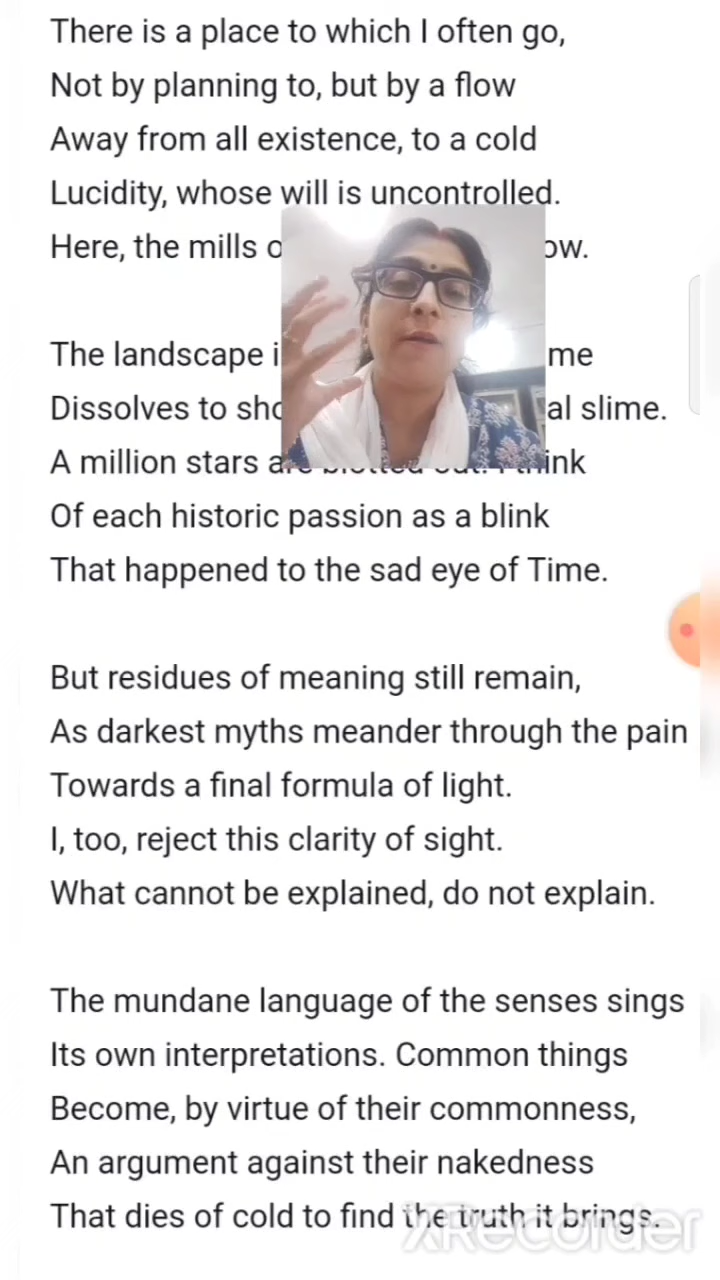 There is a place to which I often go,
Not by planning to, but by a flow
Away from all existence, to a cold
Lucidity, whose will is uncontrolled.
Here, the mills
The landscape
me
Dissolves to
slime.
A million stars are blotted out. I think
Of each historic passion as a blink
That happened to the sad eye of Time.
But residues of meaning still remain,
As darkest myths meander through the pain
Towards a final formula of light.
I, too, reject this clarity of sight.
What cannot be explained, do not explain.
The mundane language of the senses sings
Its own interpretations. Common things
Become, by virtue of their commonness,
An argument against their nakedness
That dies of cold to find the truth it brings.
XRecorder